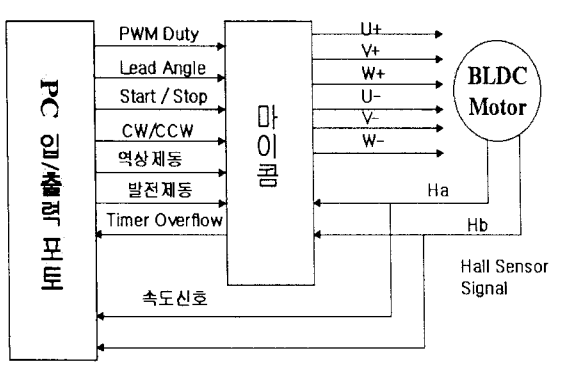 PC 입/출력 포트
PWM Duty
Lead Angle
Start / Stop
CW/CCW
역상제동
발전제동
Timer Overflow
속도신호
마이콤
U+
V+
W+
U-
V-
W-
BLDC
Motor
Ha
Hb
Hall Sensor
Signal